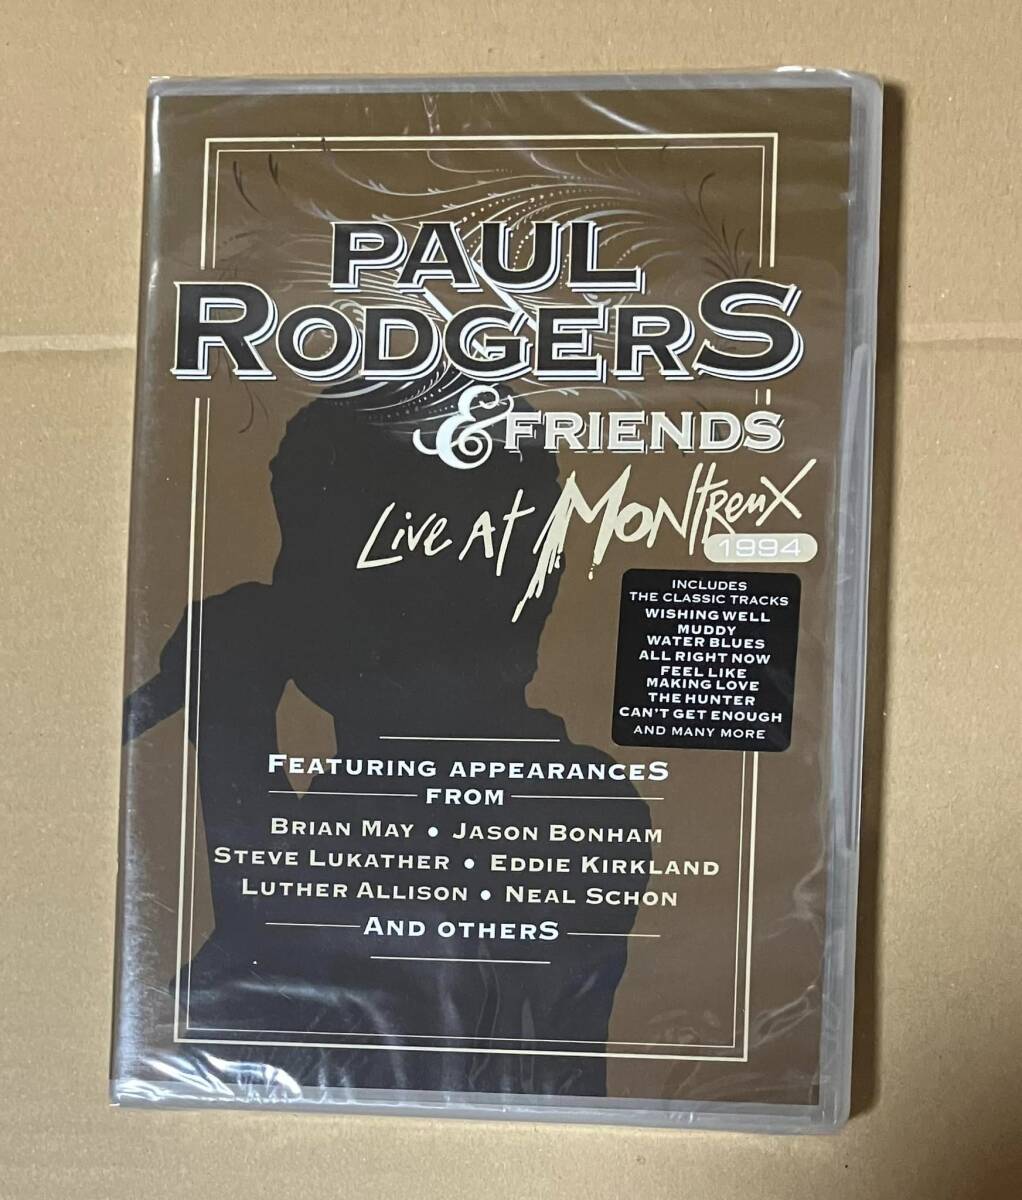 PAUL
RODGERS
& FRIENDS
Live At Montreux
1994
INCLUDES
THE CLASSIC TRACKS
WISHING WELL
MUDDY
WATER BLUES
ALL RIGHT NOW
FEEL LIKE
MAKING LOVE
THE HUNTER
CAN'T GET ENOUGH
AND MANY MORE
FEATURING APPEARANCES
FROM
BRIAN MAY • JASON BONHAM
STEVE LUKATHER • EDDIE KIRKLAND
LUTHER ALLISON • NEAL SCHON
AND OTHERS